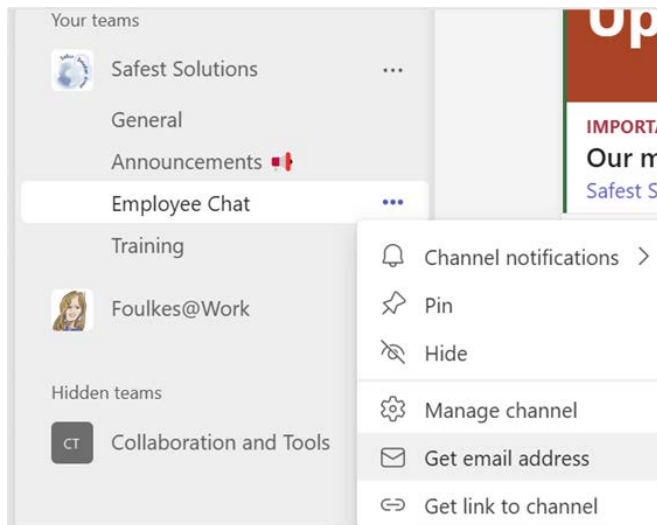 Your teams
Safest Solutions
General
Announcements
Employee Chat
Training
Foulkes@Work
Hidden teams
CT
Collaboration and Tools
Up
IMPORTA
Our m
Safest S
Channel notifications
Pin
Hide
Manage channel
Get email address
Get link to channel